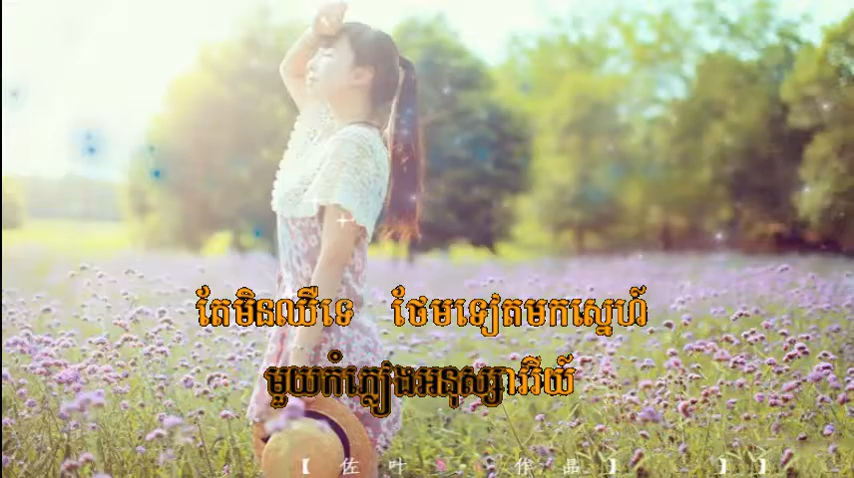 តែមិនឈឺទេ ថែមទៀតមកស្នេហ៍
មួយកំភ្លៀងអនុស្សាវរីយ៍
【 佐 叶 作 品 】 】 】